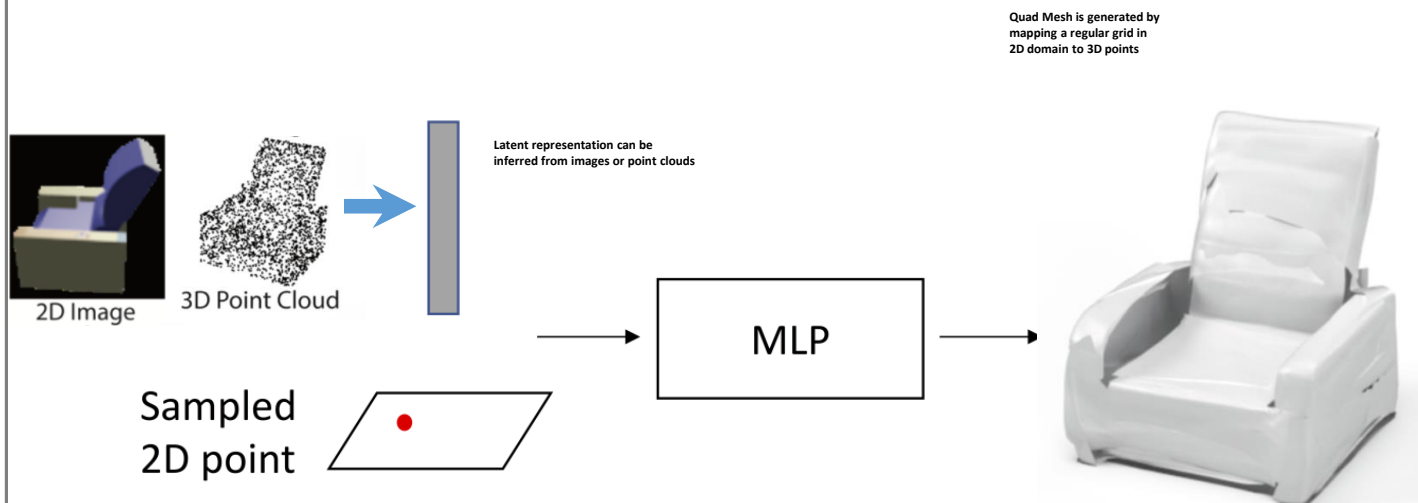 Quad Mesh is generated by
mapping a regular grid in
2D domain to 3D points
Latent representation can be
inferred from images or point clouds
2D Image
3D Point Cloud
MLP
Sampled
2D point